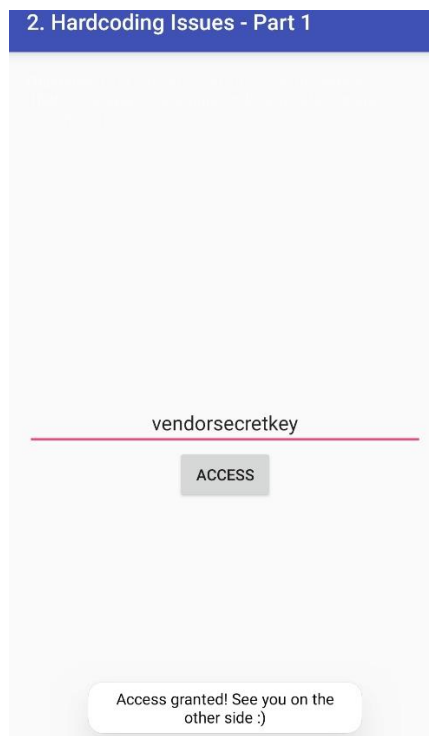 2. Hardcoding Issues - Part 1
vendorsecretkey
ACCESS
Access granted! See you on the
other side :)